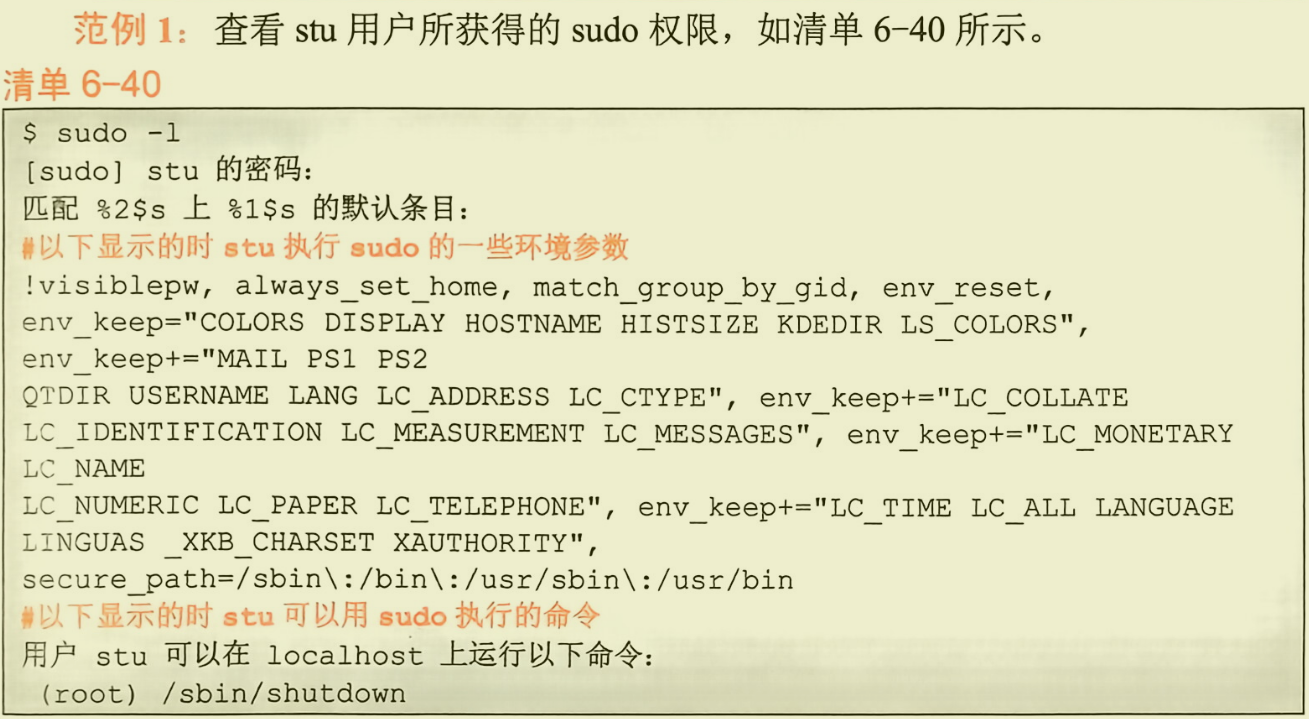 范例 1： 查看 stu 用户所获得的 sudo 权限，如清单 6-40 所示。
清单 6-40
$ sudo -l
[sudo] stu 的密码：
匹配 %2$s 上 %1$s 的默认条目：
#以下显示的时 stu 执行 sudo 的一些环境参数
!visiblepw, always_set_home, match_group_by_gid, env_reset,
env_keep="COLORS DISPLAY HOSTNAME HISTSIZE KDEDIR LS_COLORS",
env_keep+="MAIL PS1 PS2
QTDIR USERNAME LANG LC_ADDRESS LC_CTYPE", env_keep+="LC_COLLATE
LC_IDENTIFICATION LC_MEASUREMENT LC_MESSAGES", env_keep+="LC_MONETARY
LC_NAME
LC_NUMERIC LC_PAPER LC_TELEPHONE", env_keep+="LC_TIME LC_ALL LANGUAGE
LINGUAS _XKB_CHARSET XAUTHORITY",
secure_path=/sbin\:/bin\:/usr/sbin\:/usr/bin
#以下显示的时 stu 可以用 sudo 执行的命令
用户 stu 可以在 localhost 上运行以下命令：
(root) /sbin/shutdown